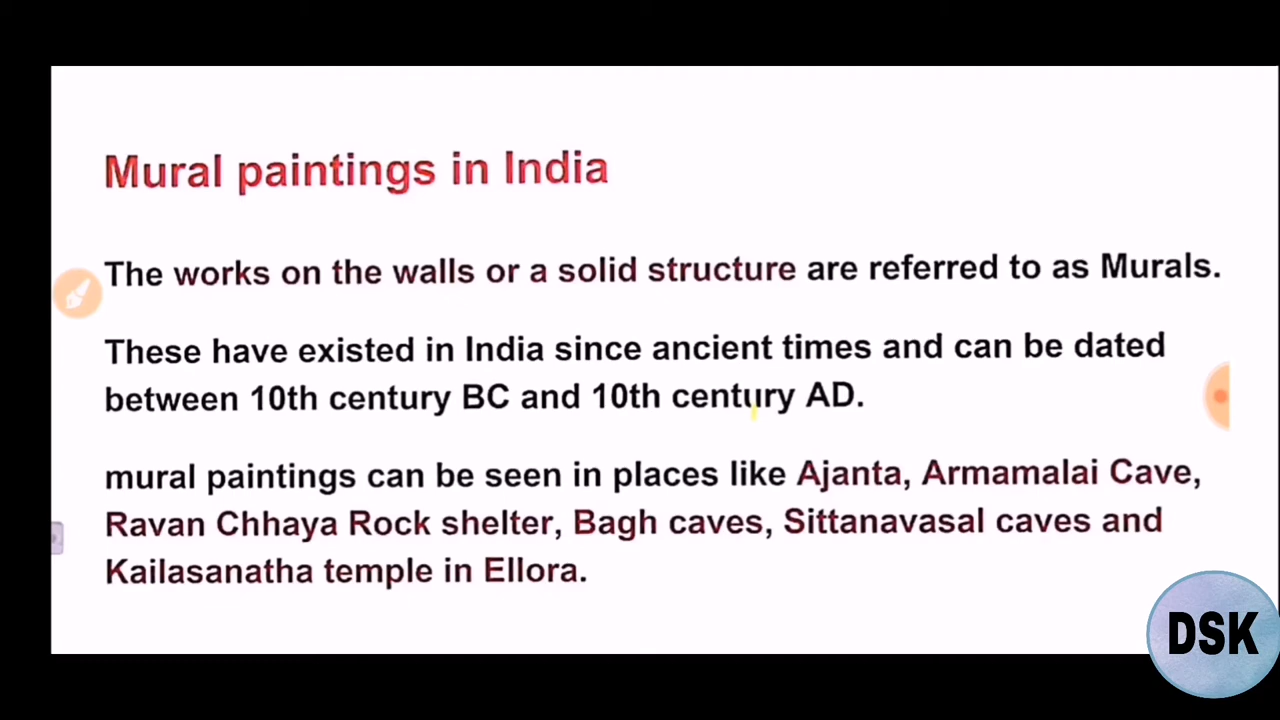 Mural paintings in India
The works on the walls or a solid structure are referred to as Murals.
These have existed in India since ancient times and can be dated
between 10th century BC and 10th century AD.
mural paintings can be seen in places like Ajanta, Armamalai Cave,
Ravan Chhaya Rock shelter, Bagh caves, Sittanavasal caves and
Kailasanatha temple in Ellora.
DSK